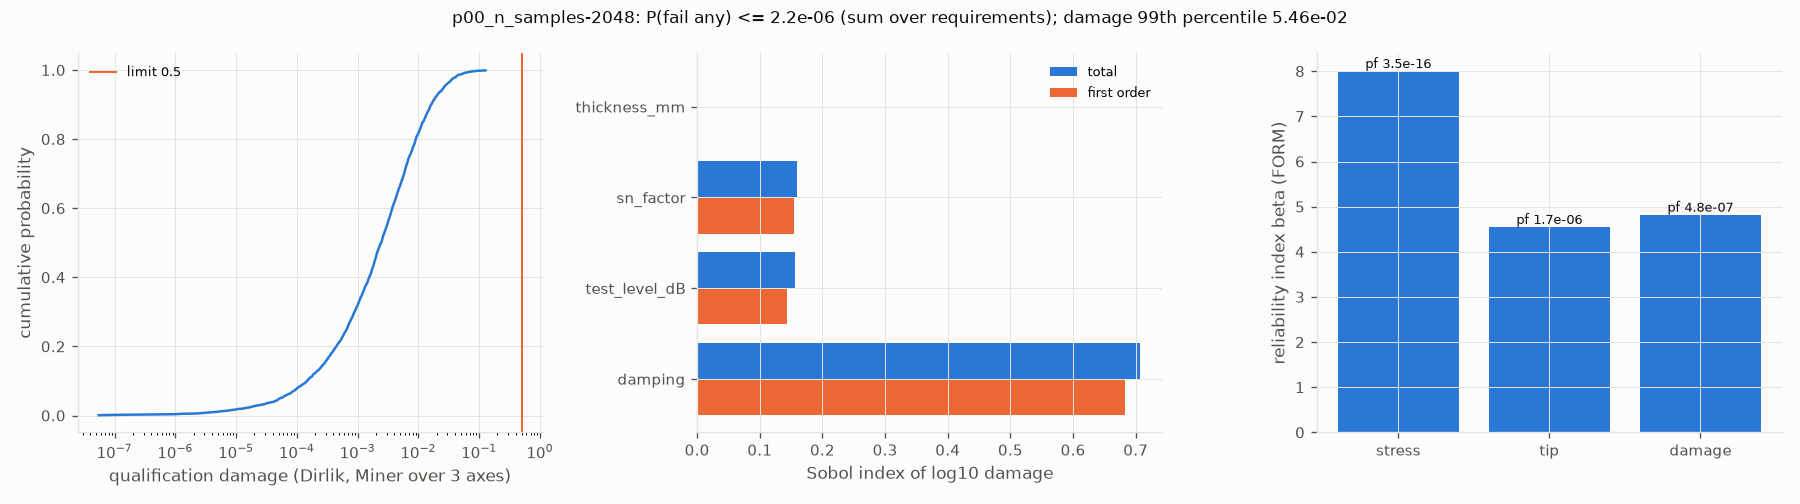 p00_n_samples-2048: P(fail any) <= 2.2e-06 (sum over requirements); damage 99th percentile 5.46e-02
cumulative probability
1.0
0.8
0.6
0.4
0.2
0.0
limit 0.5
10⁻⁷ 10⁻⁶ 10⁻⁵ 10⁻⁴ 10⁻³ 10⁻² 10⁻¹ 10⁰
qualification damage (Dirlik, Miner over 3 axes)
total
first order
thickness_mm
sn_factor
test_level_dB
damping
0.0 0.1 0.2 0.3 0.4 0.5 0.6 0.7
Sobol index of log10 damage
reliability index beta (FORM)
8
7
6
5
4
3
2
1
0
pf 3.5e-16
pf 1.7e-06
pf 4.8e-07
stress tip damage